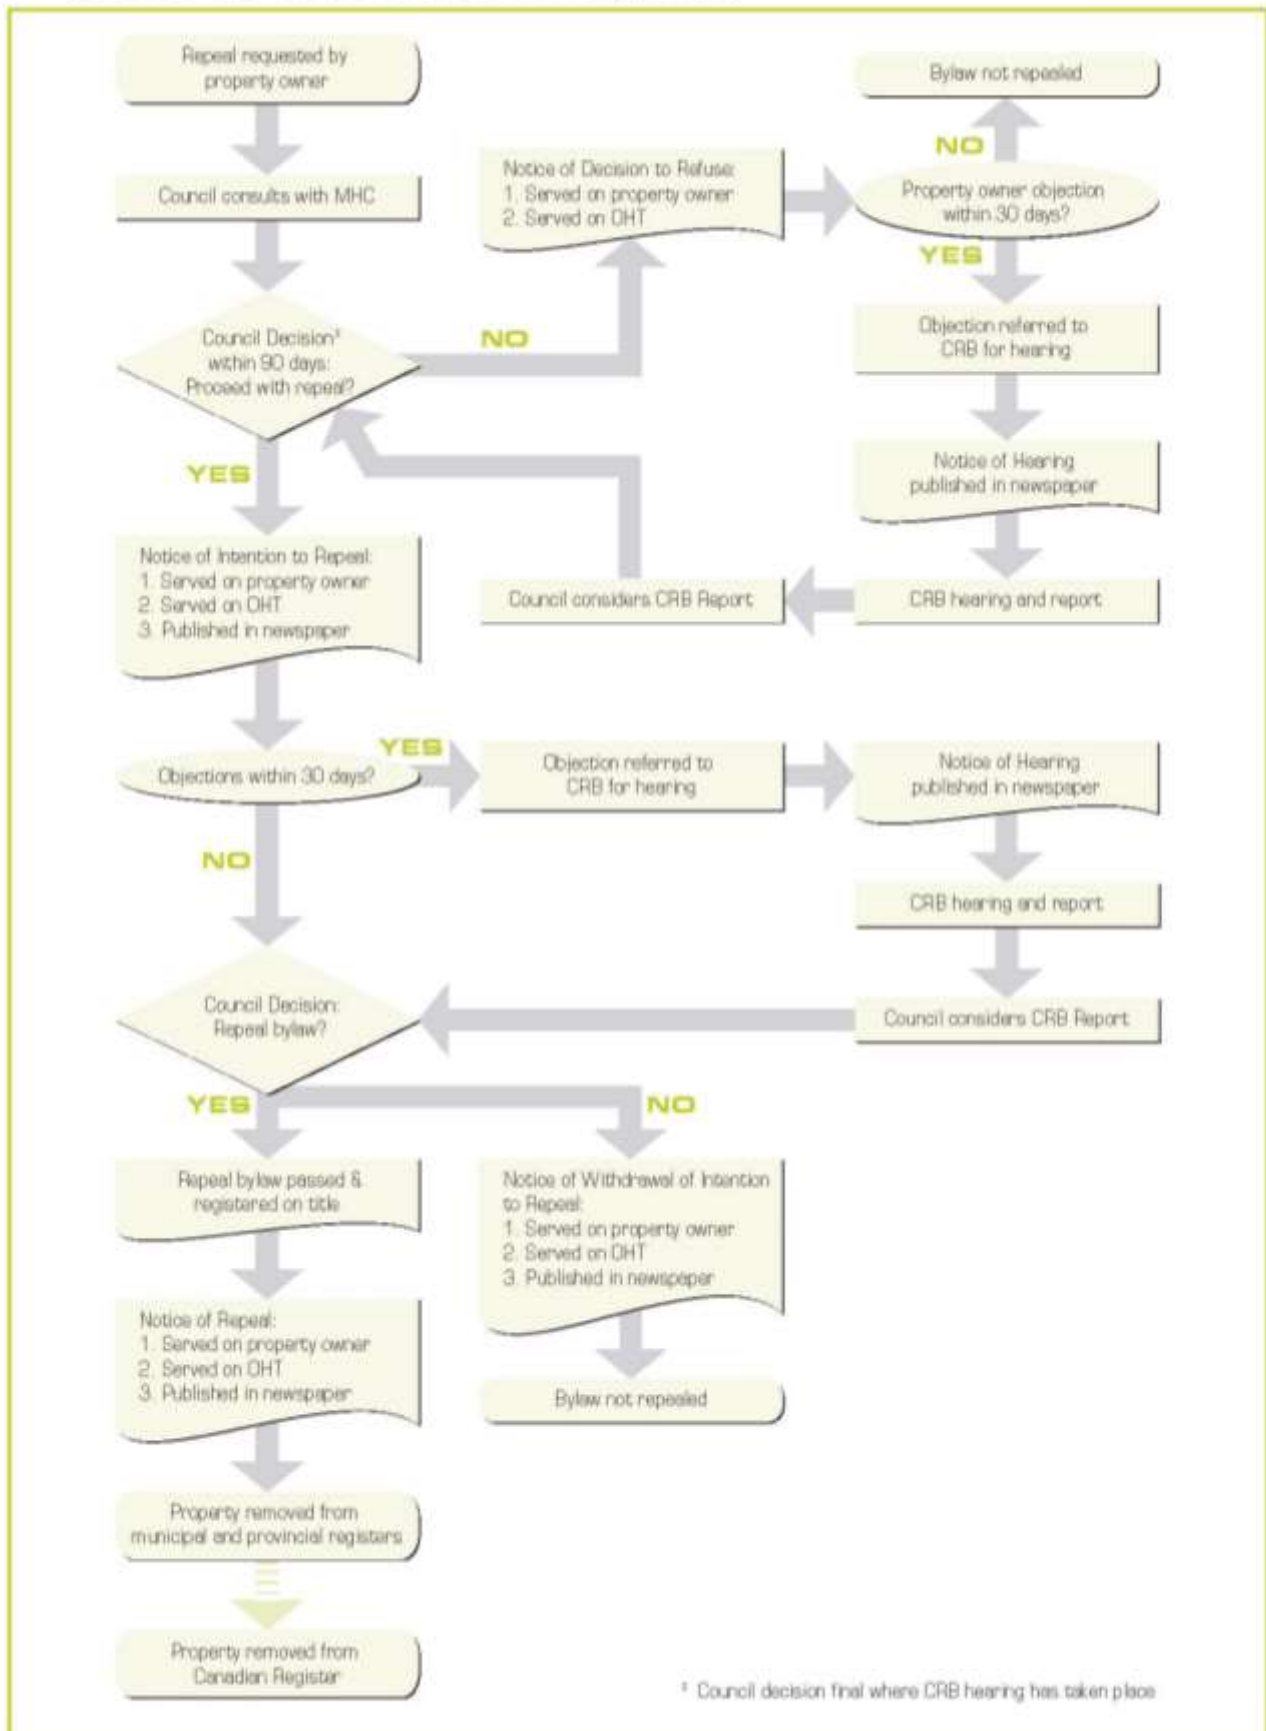 Repeal requested by
property owner
Bylaw not repealed
NO
Notice of Decision to Refuse:
1. Served on property owner
2. Served on OHT
Property owner objection
within 30 days?
Council consults with MHC
YES
Council Decision‡
within 90 days:
Proceed with repeal?
NO
Objection referred to
CRB for hearing
YES
Notice of Hearing
published in newspaper
Notice of Intention to Repeal:
1. Served on property owner
2. Served on OHT
3. Published in newspaper
Council considers CRB Report
CRB hearing and report
Objections within 30 days?
YES
Objection referred to
CRB for hearing
Notice of Hearing
published in newspaper
NO
CRB hearing and report
Council Decision:
Repeal bylaw?
Council considers CRB Report
YES
NO
Repeal bylaw passed &
registered on title
Notice of Withdrawal of Intention
to Repeal:
1. Served on property owner
2. Served on OHT
3. Published in newspaper
Notice of Repeal:
1. Served on property owner
2. Served on OHT
3. Published in newspaper
Bylaw not repealed
Property removed from
municipal and provincial registers
Property removed from
Canadian Register
‡ Council decision final where CRB hearing has taken place